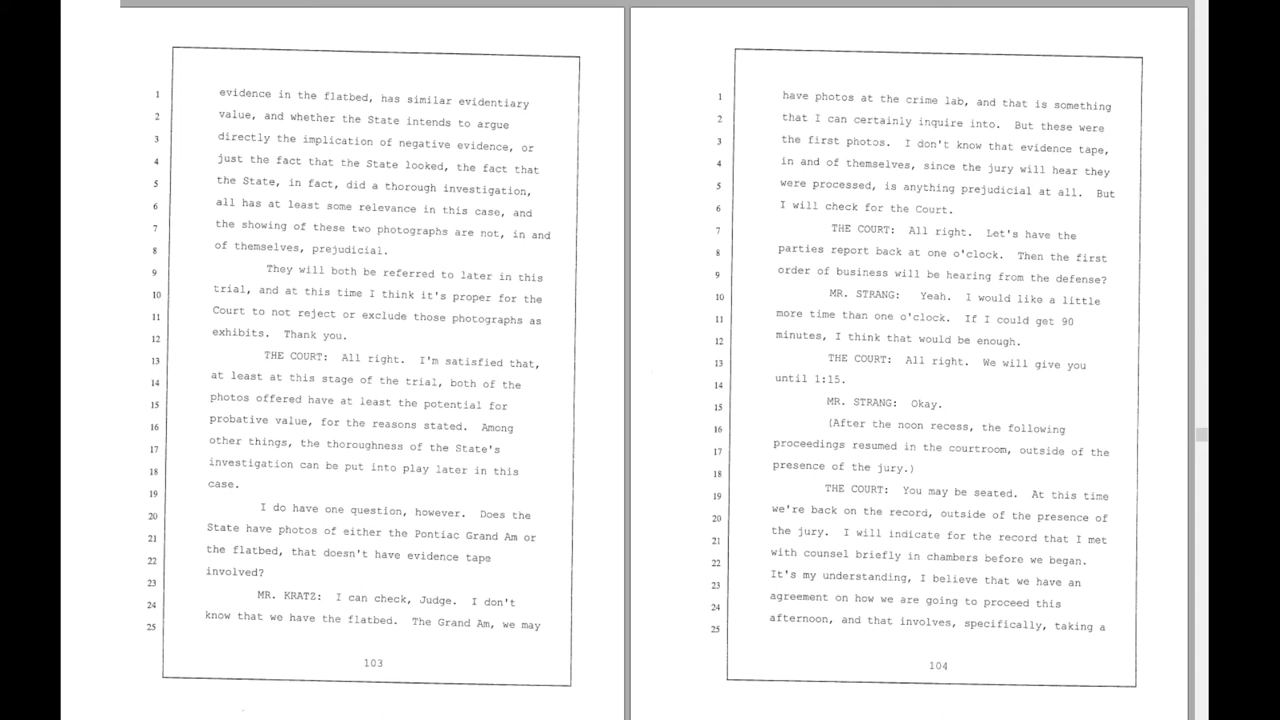 1 evidence in the flatbed, has similar evidentiary
2 value, and whether the State intends to argue
3 directly the implication of negative evidence, or
4 just the fact that the State looked, the fact that
5 the State, in fact, did a thorough investigation,
6 all has at least some relevance in this case, and
7 the showing of these two photographs are not, in and
8 of themselves, prejudicial.
9 They will both be referred to later in this
10 trial, and at this time I think it's proper for the
11 Court to not reject or exclude those photographs as
12 exhibits. Thank you.
13 THE COURT: All right. I'm satisfied that,
14 at least at this stage of the trial, both of the
15 photos offered have at least the potential for
16 probative value, for the reasons stated. Among
17 other things, the thoroughness of the State's
18 investigation can be put into play later in this
19 case.
20 I do have one question, however. Does the
21 State have photos of either the Pontiac Grand Am or
22 the flatbed, that doesn't have evidence tape
23 involved?
24 MR. KRATZ: I can check, Judge. I don't
25 know that we have the flatbed. The Grand Am, we may
103
1 have photos at the crime lab, and that is something
2 that I can certainly inquire into. But these were
3 the first photos. I don't know that evidence tape,
4 in and of themselves, since the jury will hear they
5 were processed, is anything prejudicial at all. But
6 I will check for the Court.
7 THE COURT: All right. Let's have the
8 parties report back at one o'clock. Then the first
9 order of business will be hearing from the defense?
10 MR. STRANG: Yeah. I would like a little
11 more time than one o'clock. If I could get 90
12 minutes, I think that would be enough.
13 THE COURT: All right. We will give you
14 until 1:15.
15 MR. STRANG: Okay.
16 (After the noon recess, the following
17 proceedings resumed in the courtroom, outside of the
18 presence of the jury.)
19 THE COURT: You may be seated. At this time
20 we're back on the record, outside of the presence of
21 the jury. I will indicate for the record that I met
22 with counsel briefly in chambers before we began.
23 It's my understanding, I believe that we have an
24 agreement on how we are going to proceed this
25 afternoon, and that involves, specifically, taking a
104